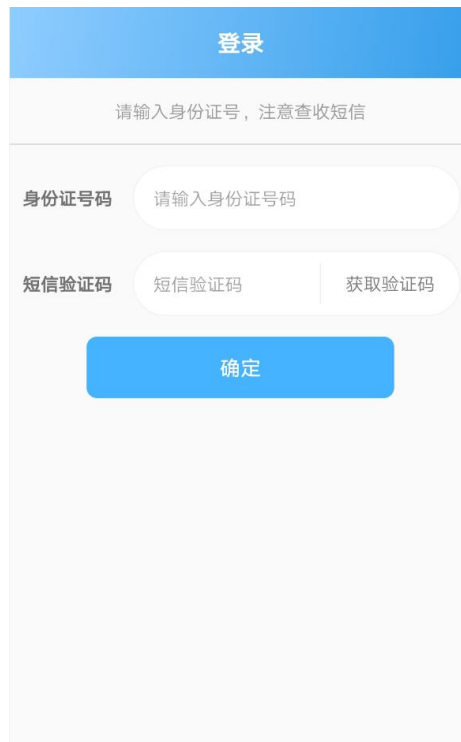 登录
请输入身份证号，注意查收短信
身份证号码 请输入身份证号码
短信验证码 短信验证码 获取验证码
确定